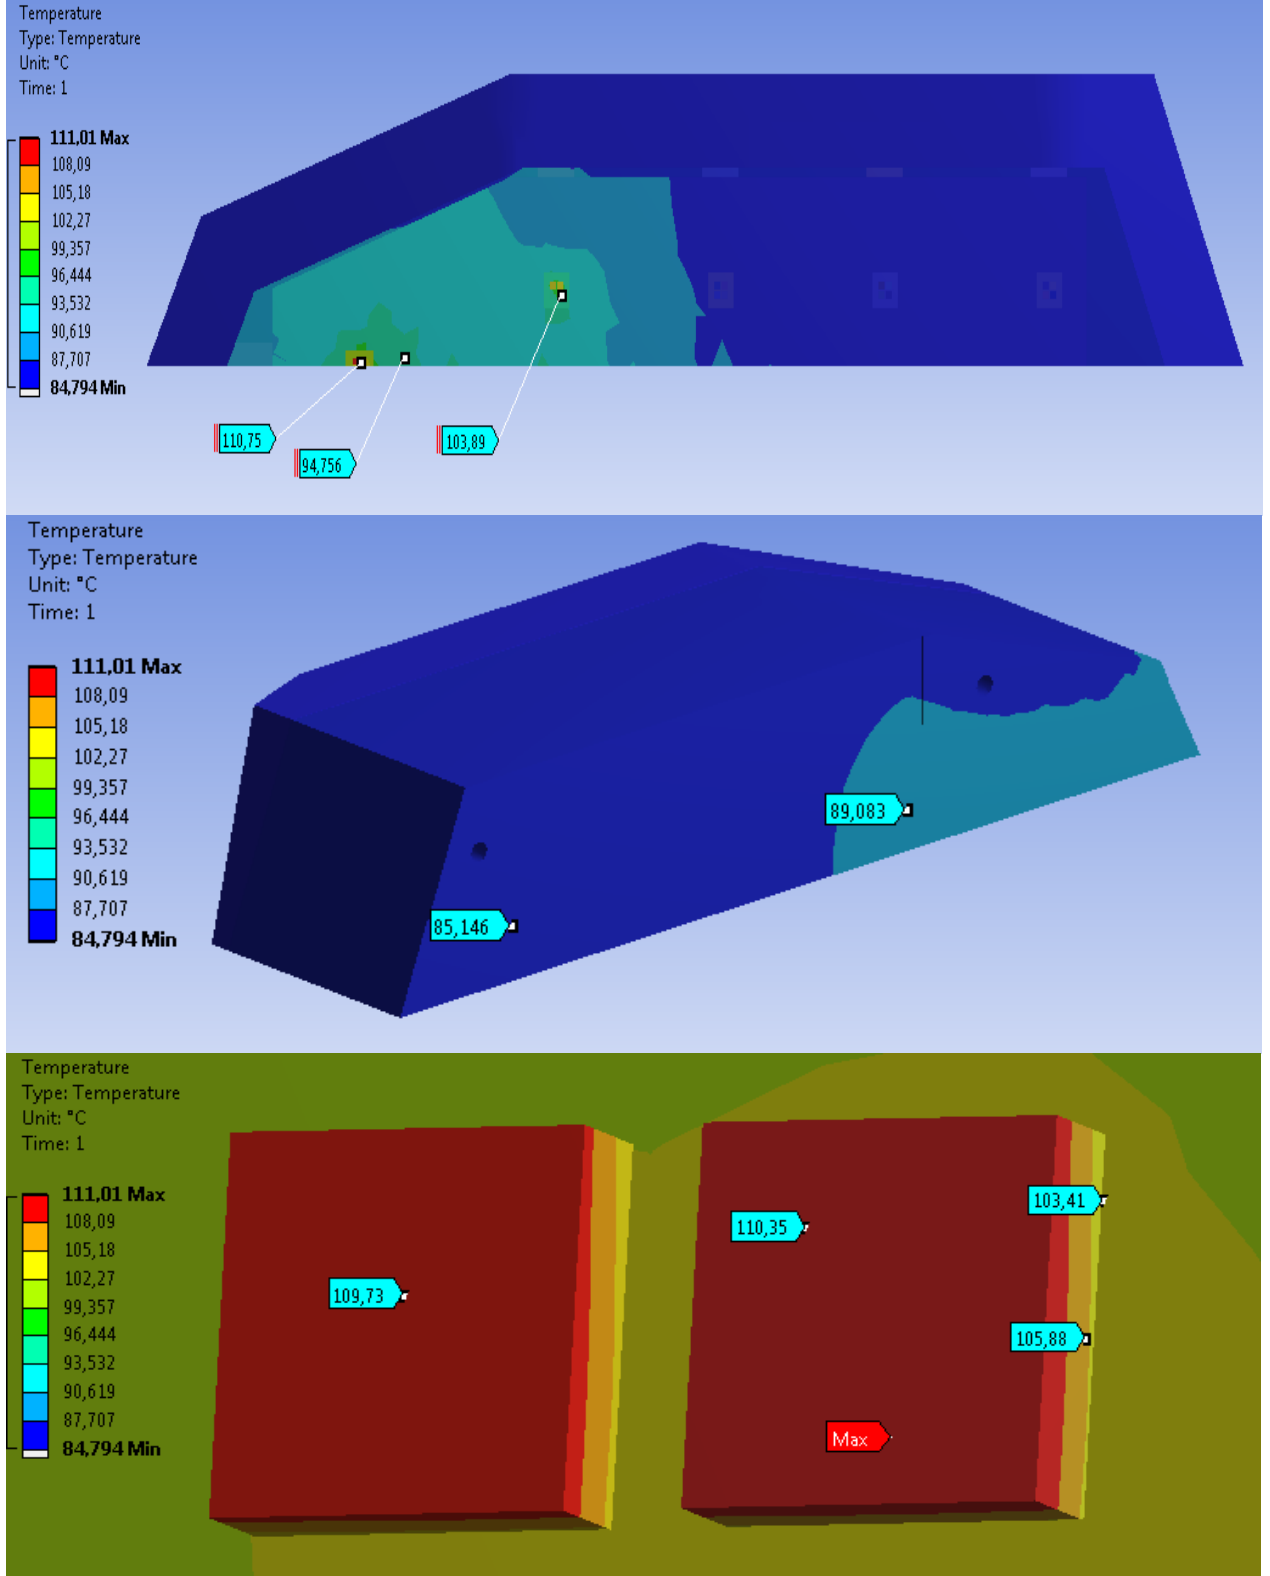 Temperature
Type: Temperature
Unit: °C
Time: 1
111,01 Max
108,09
105,18
102,27
99,357
96,444
93,532
90,619
87,707
84,794 Min
110,75
94,756
103,89
Temperature
Type: Temperature
Unit: °C
Time: 1
111,01 Max
108,09
105,18
102,27
99,357
96,444
93,532
90,619
87,707
84,794 Min
89,083
85,146
Temperature
Type: Temperature
Unit: °C
Time: 1
111,01 Max
108,09
105,18
102,27
99,357
96,444
93,532
90,619
87,707
84,794 Min
103,41
110,35
109,73
105,88
Max